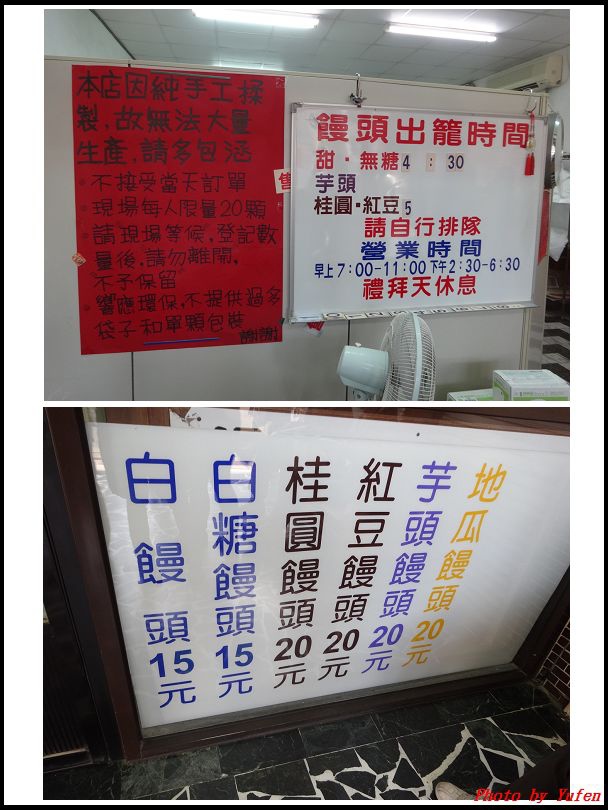 本店因純手工揉
製,故無法大量
生產,請多包涵
·不接受當天訂單
·現場每人限量20顆
·請"現場等候",登記數
量後,請勿離開,
"不予保留"
·響應環保,不提供過多
袋子和單顆包裝
謝謝
售
饅頭出籠時間
甜·無糖4:30
芋頭
桂圓·紅豆5
請自行排隊
營業時間
早上7:00-11:00下午2:30-6:30
禮拜天休息
白饅頭15元
白糖饅頭15元
桂圓饅頭20元
紅豆饅頭20元
芋頭饅頭20元
地瓜饅頭20元
Photo by Yufen